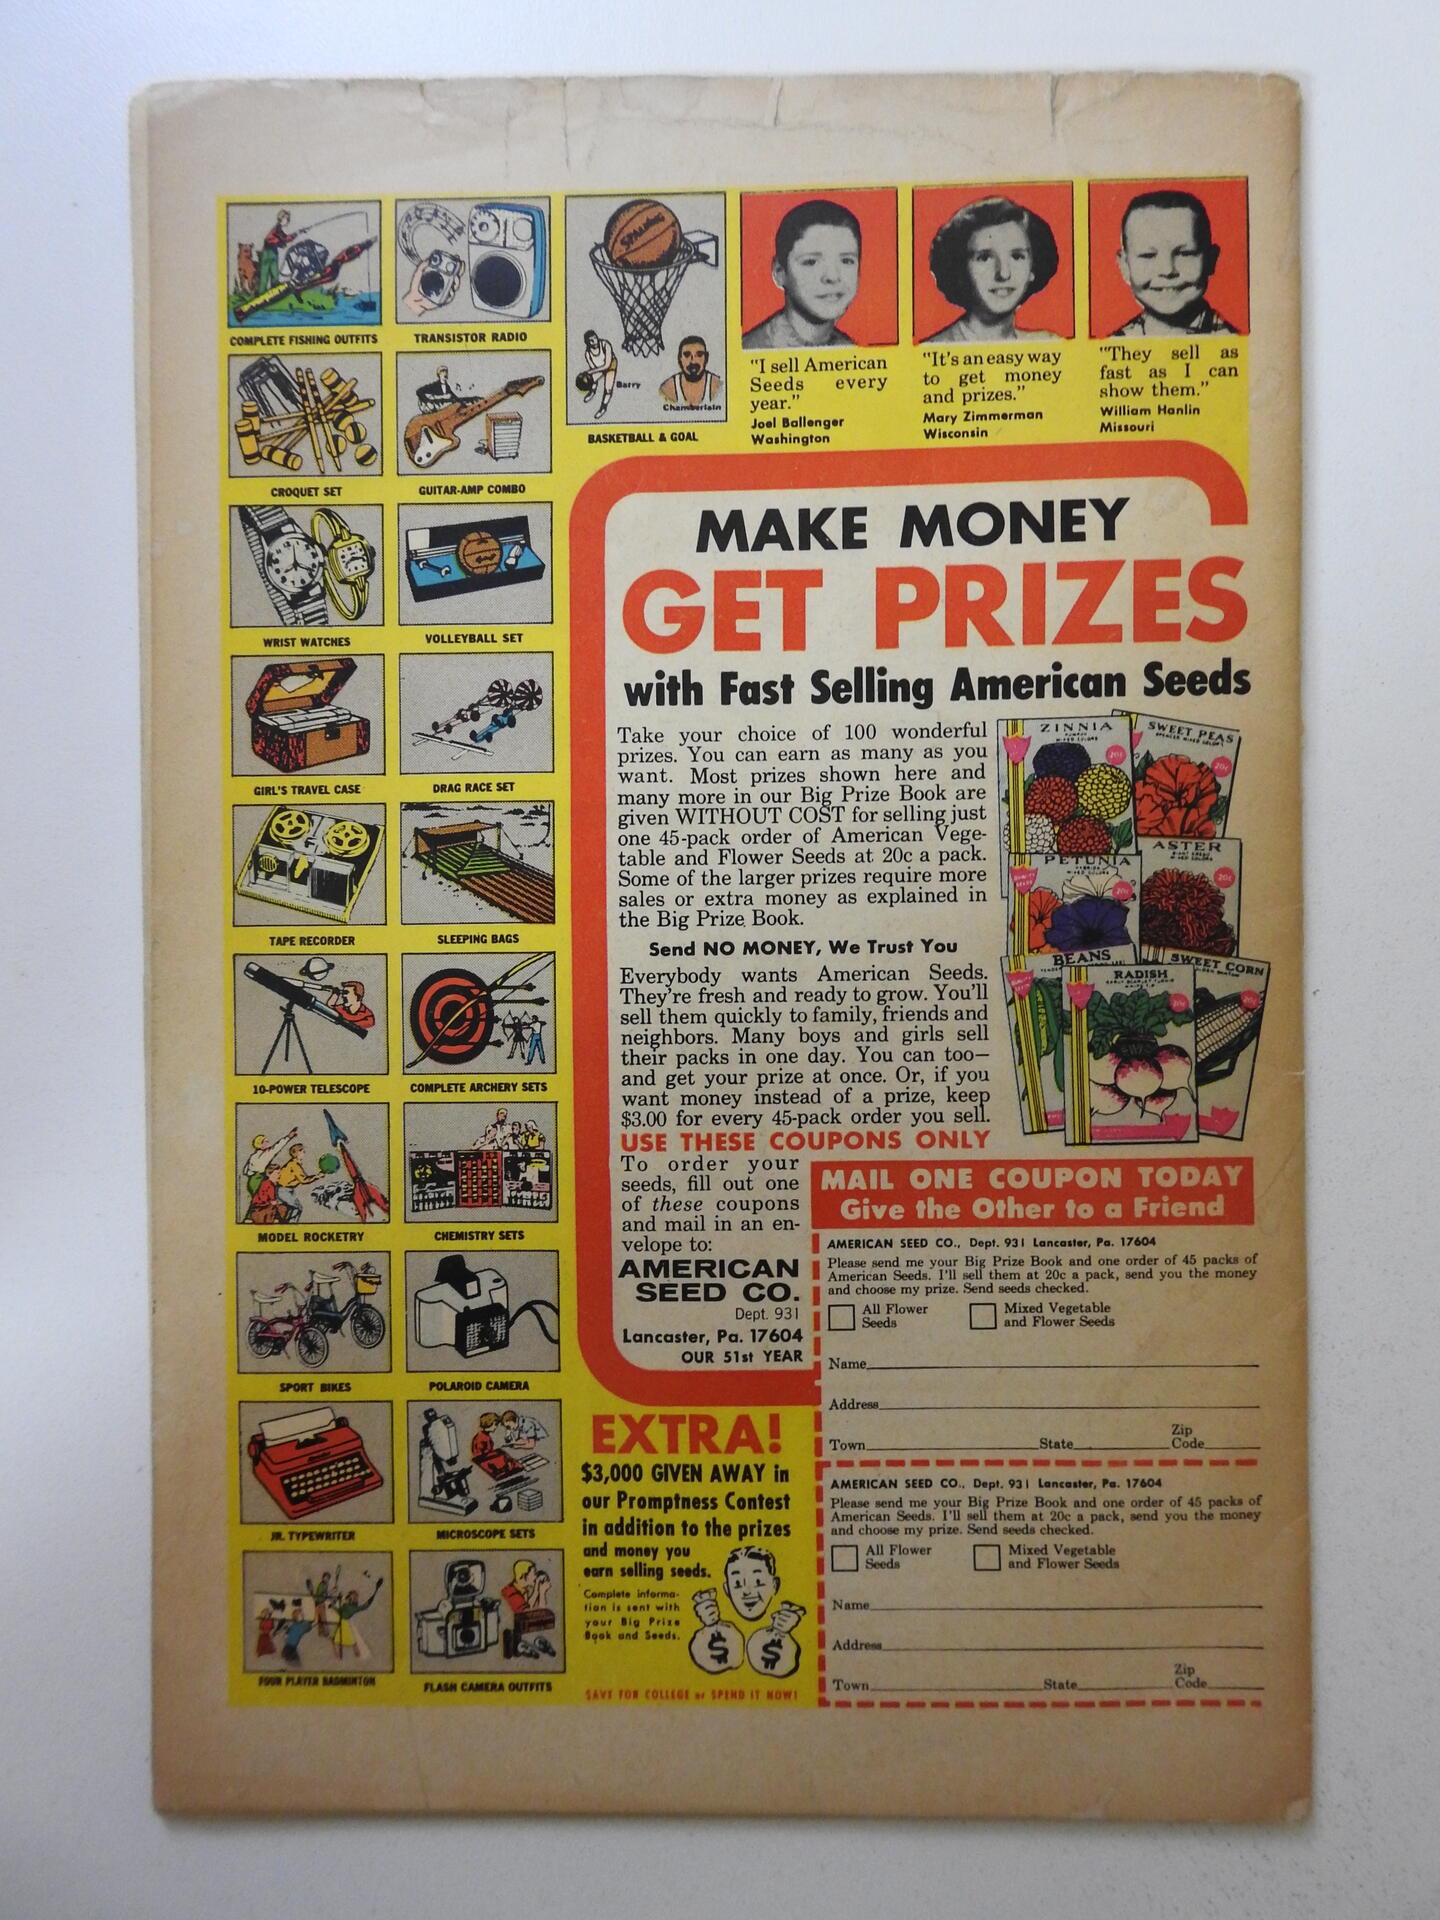 COMPLETE FISHING OUTFITS
TRANSISTOR RADIO
CROQUET SET
GUITAR-AMP COMBO
WRIST WATCHES
VOLLEYBALL SET
GIRL'S TRAVEL CASE
DRAG RACE SET
TAPE RECORDER
SLEEPING BAGS
10-POWER TELESCOPE
COMPLETE ARCHERY SETS
MODEL ROCKETRY
CHEMISTRY SETS
SPORT BIKES
POLAROID CAMERA
JR. TYPEWRITER
MICROSCOPE SETS
FOUR PLAYER BADMINTON
FLASH CAMERA OUTFITS
SPALDING
Barry
Chamberlain
BASKETBALL & GOAL
"I sell American
Seeds every
year."
Joel Ballenger
Washington
"It's an easy way
to get money
and prizes."
Mary Zimmerman
Wisconsin
"They sell as
fast as I can
show them."
William Hanlin
Missouri
MAKE MONEY
GET PRIZES
with Fast Selling American Seeds
Take your choice of 100 wonderful
prizes. You can earn as many as you
want. Most prizes shown here and
many more in our Big Prize Book are
given WITHOUT COST for selling just
one 45-pack order of American Vege-
table and Flower Seeds at 20c a pack.
Some of the larger prizes require more
sales or extra money as explained in
the Big Prize Book.
Send NO MONEY, We Trust You
Everybody wants American Seeds.
They're fresh and ready to grow. You'll
sell them quickly to family, friends and
neighbors. Many boys and girls sell
their packs in one day. You can too—
and get your prize at once. Or, if you
want money instead of a prize, keep
$3.00 for every 45-pack order you sell.
USE THESE COUPONS ONLY
To order your
seeds, fill out one
of these coupons
and mail in an en-
velope to:
AMERICAN
SEED CO.
Dept. 931
Lancaster, Pa. 17604
OUR 51st YEAR
ZINNIA
MIXED COLORS
20c
SWEET PEAS
20c
PETUNIA
MIXED COLORS
20c
ASTER
MIXED COLORS
20c
BEANS
RADISH
20c
SWEET CORN
20c
MAIL ONE COUPON TODAY
Give the Other to a Friend
AMERICAN SEED CO., Dept. 931 Lancaster, Pa. 17604
Please send me your Big Prize Book and one order of 45 packs of
American Seeds. I'll sell them at 20c a pack, send you the money
and choose my prize. Send seeds checked.
All Flower Seeds
Mixed Vegetable and Flower Seeds
Name
Address
Town State Zip Code
AMERICAN SEED CO., Dept. 931 Lancaster, Pa. 17604
Please send me your Big Prize Book and one order of 45 packs of
American Seeds. I'll sell them at 20c a pack, send you the money
and choose my prize. Send seeds checked.
All Flower Seeds
Mixed Vegetable and Flower Seeds
Name
Address
Town State Zip Code
EXTRA!
$3,000 GIVEN AWAY in
our Promptness Contest
in addition to the prizes
and money you
earn selling seeds.
Complete informa-
tion is sent with
your Big Prize
Book and Seeds.
$ $
SAVE FOR COLLEGE or SPEND IT NOW!